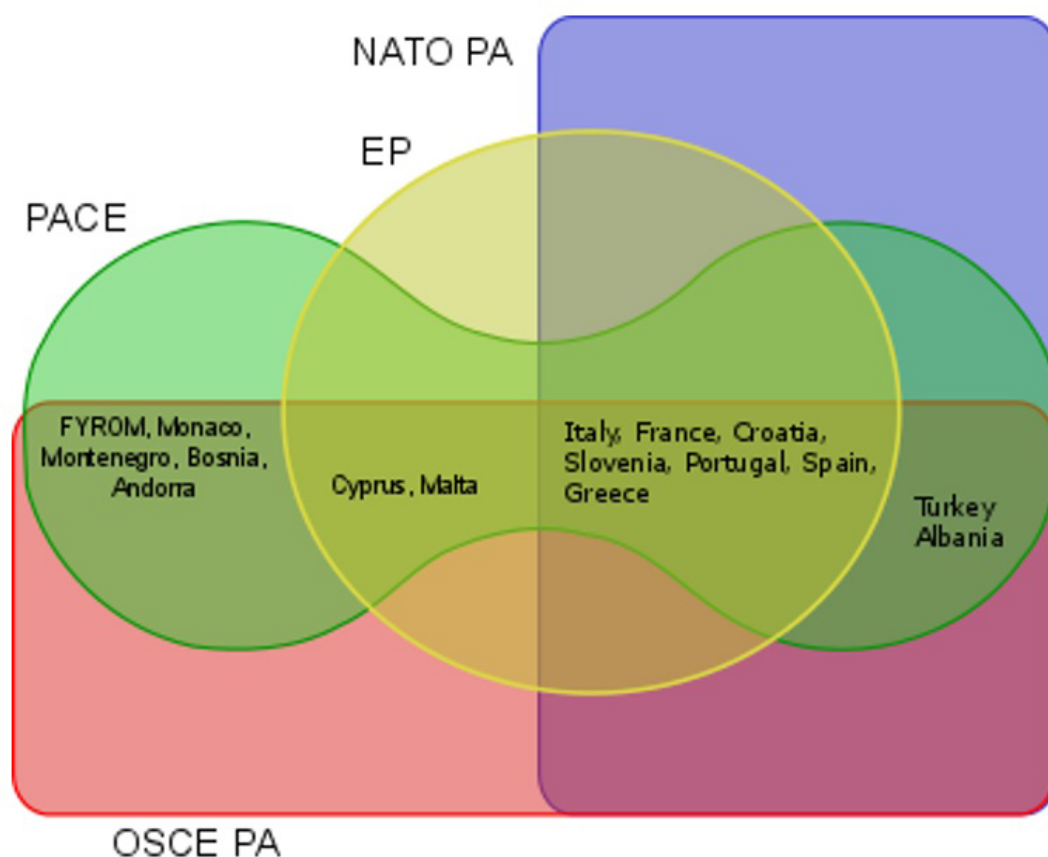 NATO PA
EP
PACE
FYROM, Monaco,
Montenegro, Bosnia,
Andorra
Cyprus, Malta
Italy, France, Croatia,
Slovenia, Portugal, Spain,
Greece
Turkey
Albania
OSCE PA